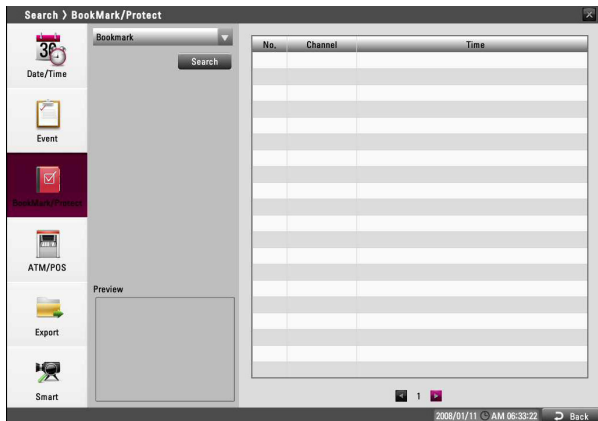 Search > BookMark/Protect
Date/Time
Event
BookMark/Protect
ATM/POS
Export
Smart
Bookmark
Search
Preview
No. Channel Time
1
2008/01/11 AM 06:33:22 Back